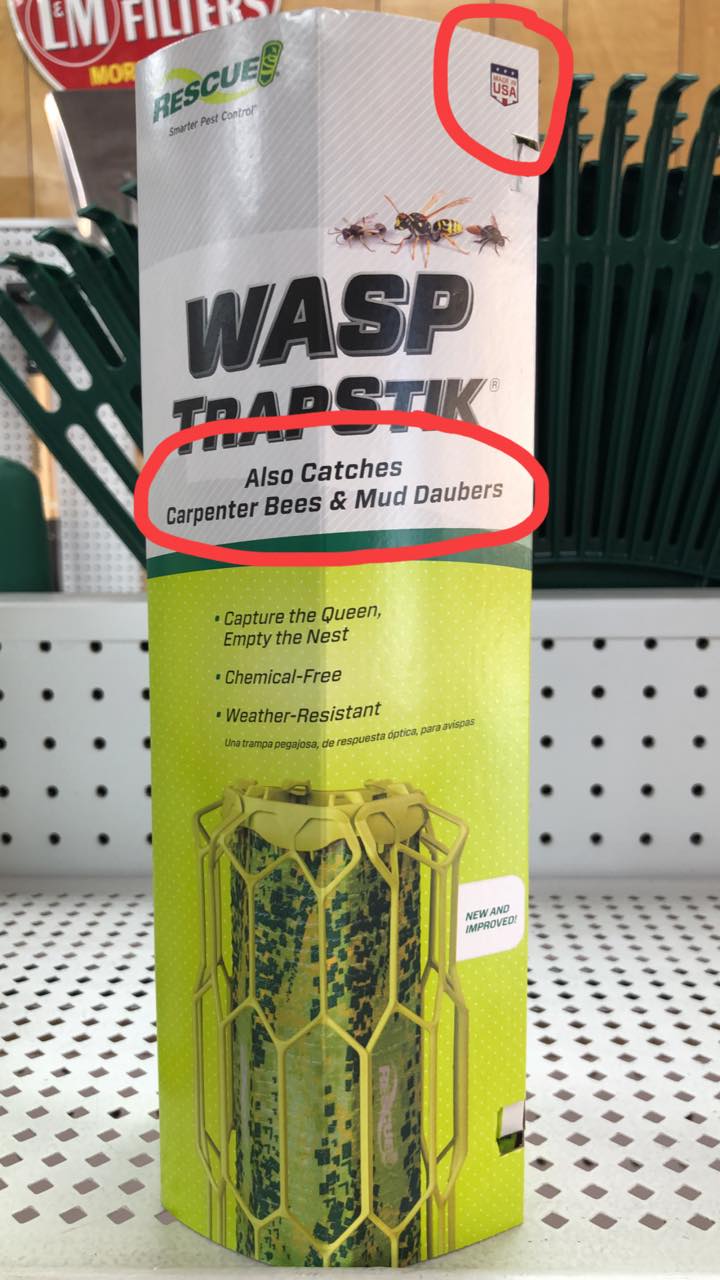 L&M FILTERS
MOR
RESCUE!
Smarter Pest Control
MADE IN
USA
WASP
TRAPSTIK®
Also Catches
Carpenter Bees & Mud Daubers
• Capture the Queen,
Empty the Nest
• Chemical-Free
• Weather-Resistant
Una trampa pegajosa, de respuesta óptica, para avispas
NEW AND
IMPROVED!
RESCUE!